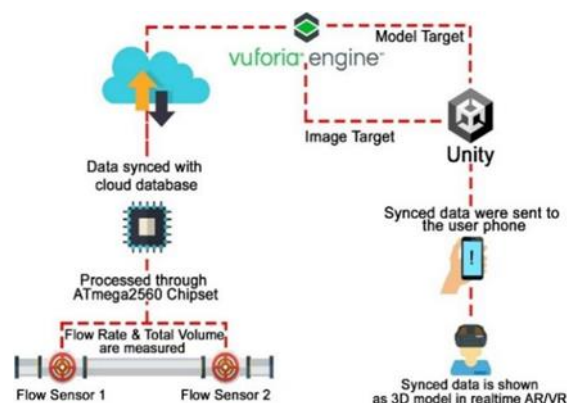 vuforia engine™
Model Target
Image Target
Unity
Data synced with
cloud database
Synced data were sent to
the user phone
!
Processed through
ATmega2560 Chipset
Flow Rate & Total Volume
are measured
Flow Sensor 1
Flow Sensor 2
Synced data is shown
as 3D model in realtime AR/VR